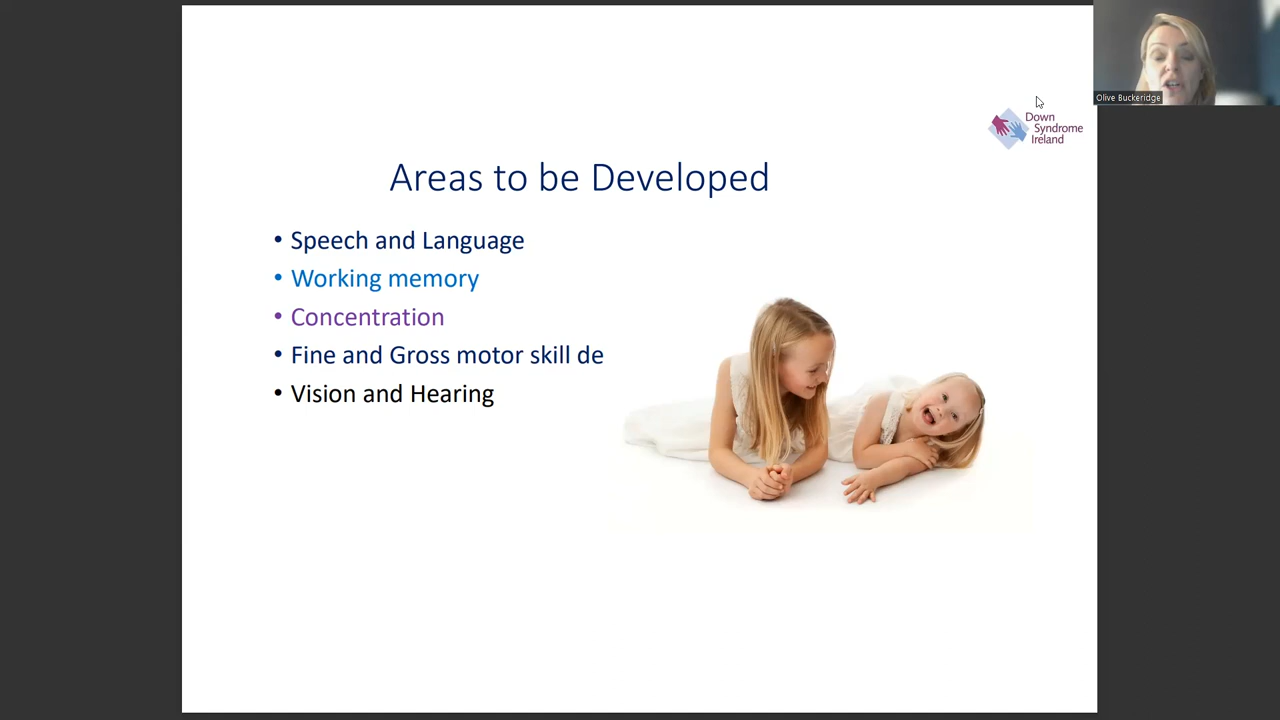 Olive Buckeridge
Down
Syndrome
Ireland
Areas to be Developed
• Speech and Language
• Working memory
• Concentration
• Fine and Gross motor skill de
• Vision and Hearing